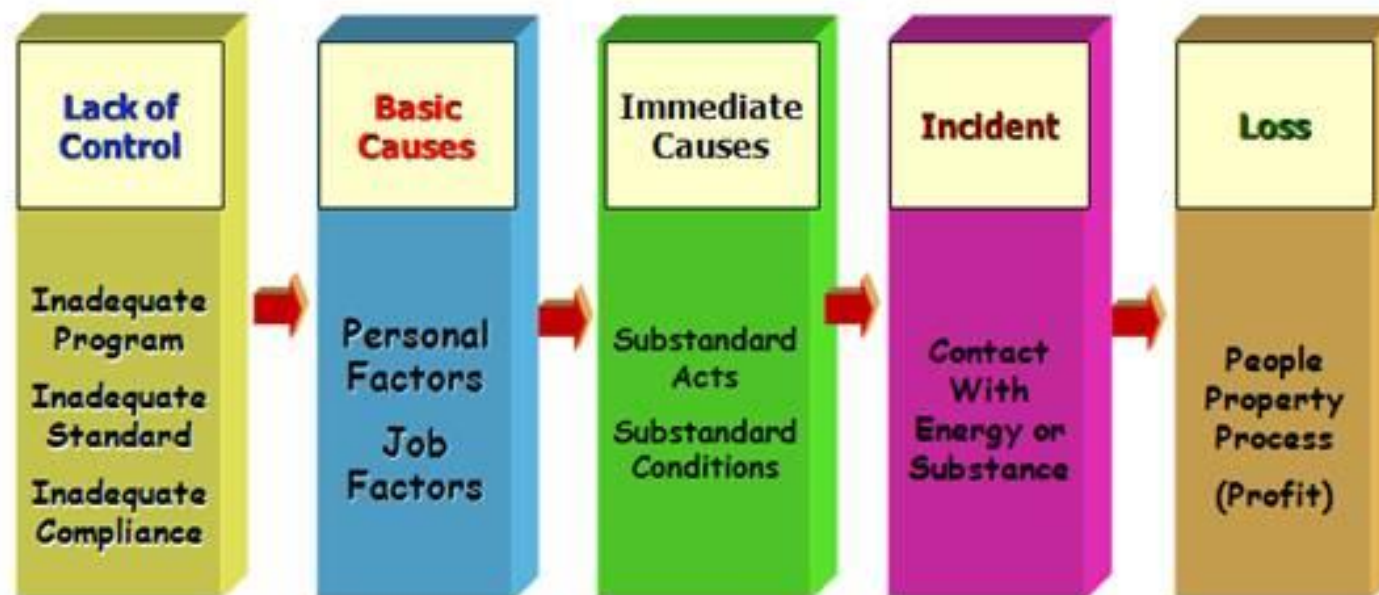 Lack of
Control
Inadequate
Program
Inadequate
Standard
Inadequate
Compliance
Basic
Causes
Personal
Factors
Job
Factors
Immediate
Causes
Substandard
Acts
Substandard
Conditions
Incident
Contact
With
Energy or
Substance
Loss
People
Property
Process
(Profit)